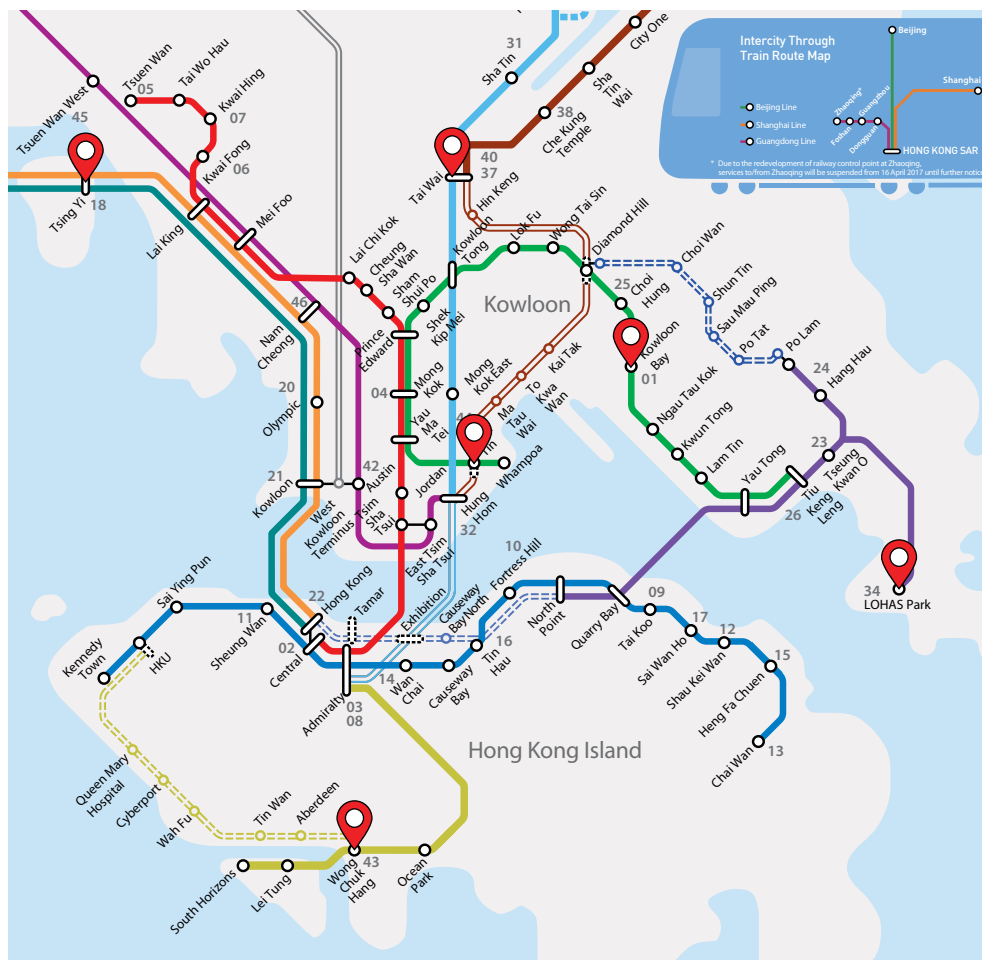 31
Sha Tin
City One
Sha
Tin
Wai
38
Che Kung
Temple
40
37
Tai Wai
Hin Keng
Intercity Through
Train Route Map
Beijing
Shanghai
Zhaoqing*
Guangzhou
Foshan
Dongguan
HONG KONG SAR
Beijing Line
Shanghai Line
Guangdong Line
* Due to the redevelopment of railway control point at Zhaoqing,
services to/from Zhaoqing will be suspended from 16 April 2017 until further notice
Tsuen Wan West
45
Tsuen Wan
05
Tai Wo Hau
Kwai Hing
07
Kwai Fong
06
Tsing Yi
18
Lai King
Mei Foo
Lai Chi Kok
Cheung
Sha Wan
Sham
Shui Po
Prince
Edward
Shek
Kip Mei
Kowloon
Tong
Lok Fu
Wong Tai Sin
Diamond Hill
Kowloon
25
Choi
Hung
Kowloon
Bay
01
Choi Wan
Shun Tin
Sau Mau Ping
Po Tat
Po Lam
24
Hang Hau
46
Nam
Cheong
20
Olympic
21
Kowloon
West
Kowloon
Terminus
42
Austin
04
Mong
Kok
Yau
Ma
Tei
Mong
Kok East
Kai Tak
To
Kwa
Wan
Ma
Tau
Wai
Whampoa
Jordan
Tsim
Sha
Tsui
East Tsim
Sha Tsui
Hung
Hom
32
Ngau Tau Kok
Kwun Tong
Lam Tin
Yau Tong
23
Tseung
Kwan O
Tiu
Keng
Leng
26
34
LOHAS Park
Sai Ying Pun
22
Hong Kong
Tamar
Exhibition
Causeway
Bay North
10
Fortress Hill
North
Point
Quarry Bay
09
Tai Koo
17
Sai Wan Ho
12
Shau Kei Wan
15
Heng Fa Chuen
Chai Wan
13
Kennedy
Town
HKU
11
Sheung Wan
02
Central
Admiralty
03
08
14
Wan
Chai
Causeway
Bay
16
Tin
Hau
Hong Kong Island
Queen Mary
Hospital
Cyberport
Wah Fu
Tin Wan
Aberdeen
South Horizons
Lei Tung
Wong
Chuk
Hang
43
Ocean
Park